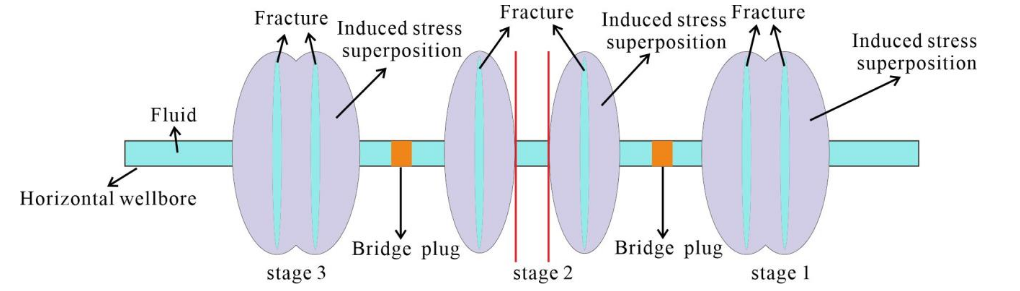 Fracture
Induced stress
superposition
Fracture
Induced stress
superposition
Fracture
Induced stress
superposition
Fluid
Horizontal wellbore
Bridge plug
Bridge plug
stage 3
stage 2
stage 1